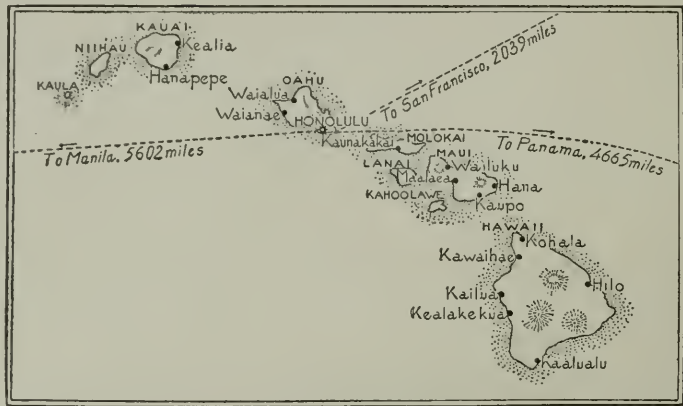 KAUAI
NIIHAU
Kealia
KAULA
Hanapepe
OAHU
Waialua
Waianae
HONOLULU
To San Francisco, 2039 miles
To Manila, 5602 miles
To Panama, 4665 miles
Kaunakakai
MOLOKAI
MAUI
LANAI
Wailuku
Maalaea
Hana
KAHOOLAWE
Kaupo
HAWAII
Kohala
Kawaihae
Kailua
Hilo
Kealakekua
Kaalualu